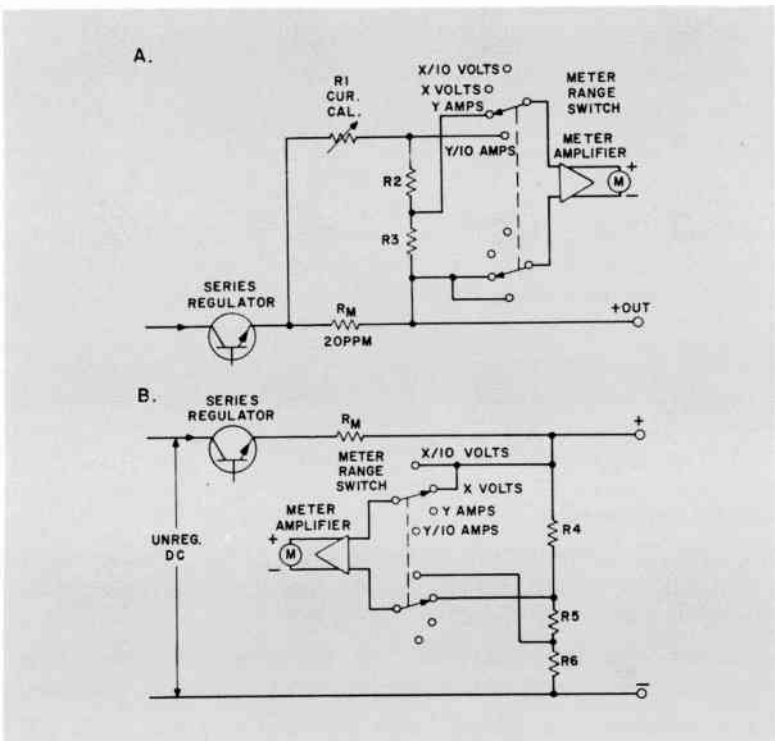 A.
X/10 VOLTS
X VOLTS
Y AMPS
R1
CUR.
CAL.
METER
RANGE
SWITCH
METER
AMPLIFIER
Y/10 AMPS
R2
+
M
-
R3
SERIES
REGULATOR
RM
20PPM
+OUT
B.
SERIES
REGULATOR
RM
+
X/10 VOLTS
METER
RANGE
SWITCH
X VOLTS
METER
AMPLIFIER
Y AMPS
Y/10 AMPS
R4
UNREG.
DC
+
M
-
R5
R6
-